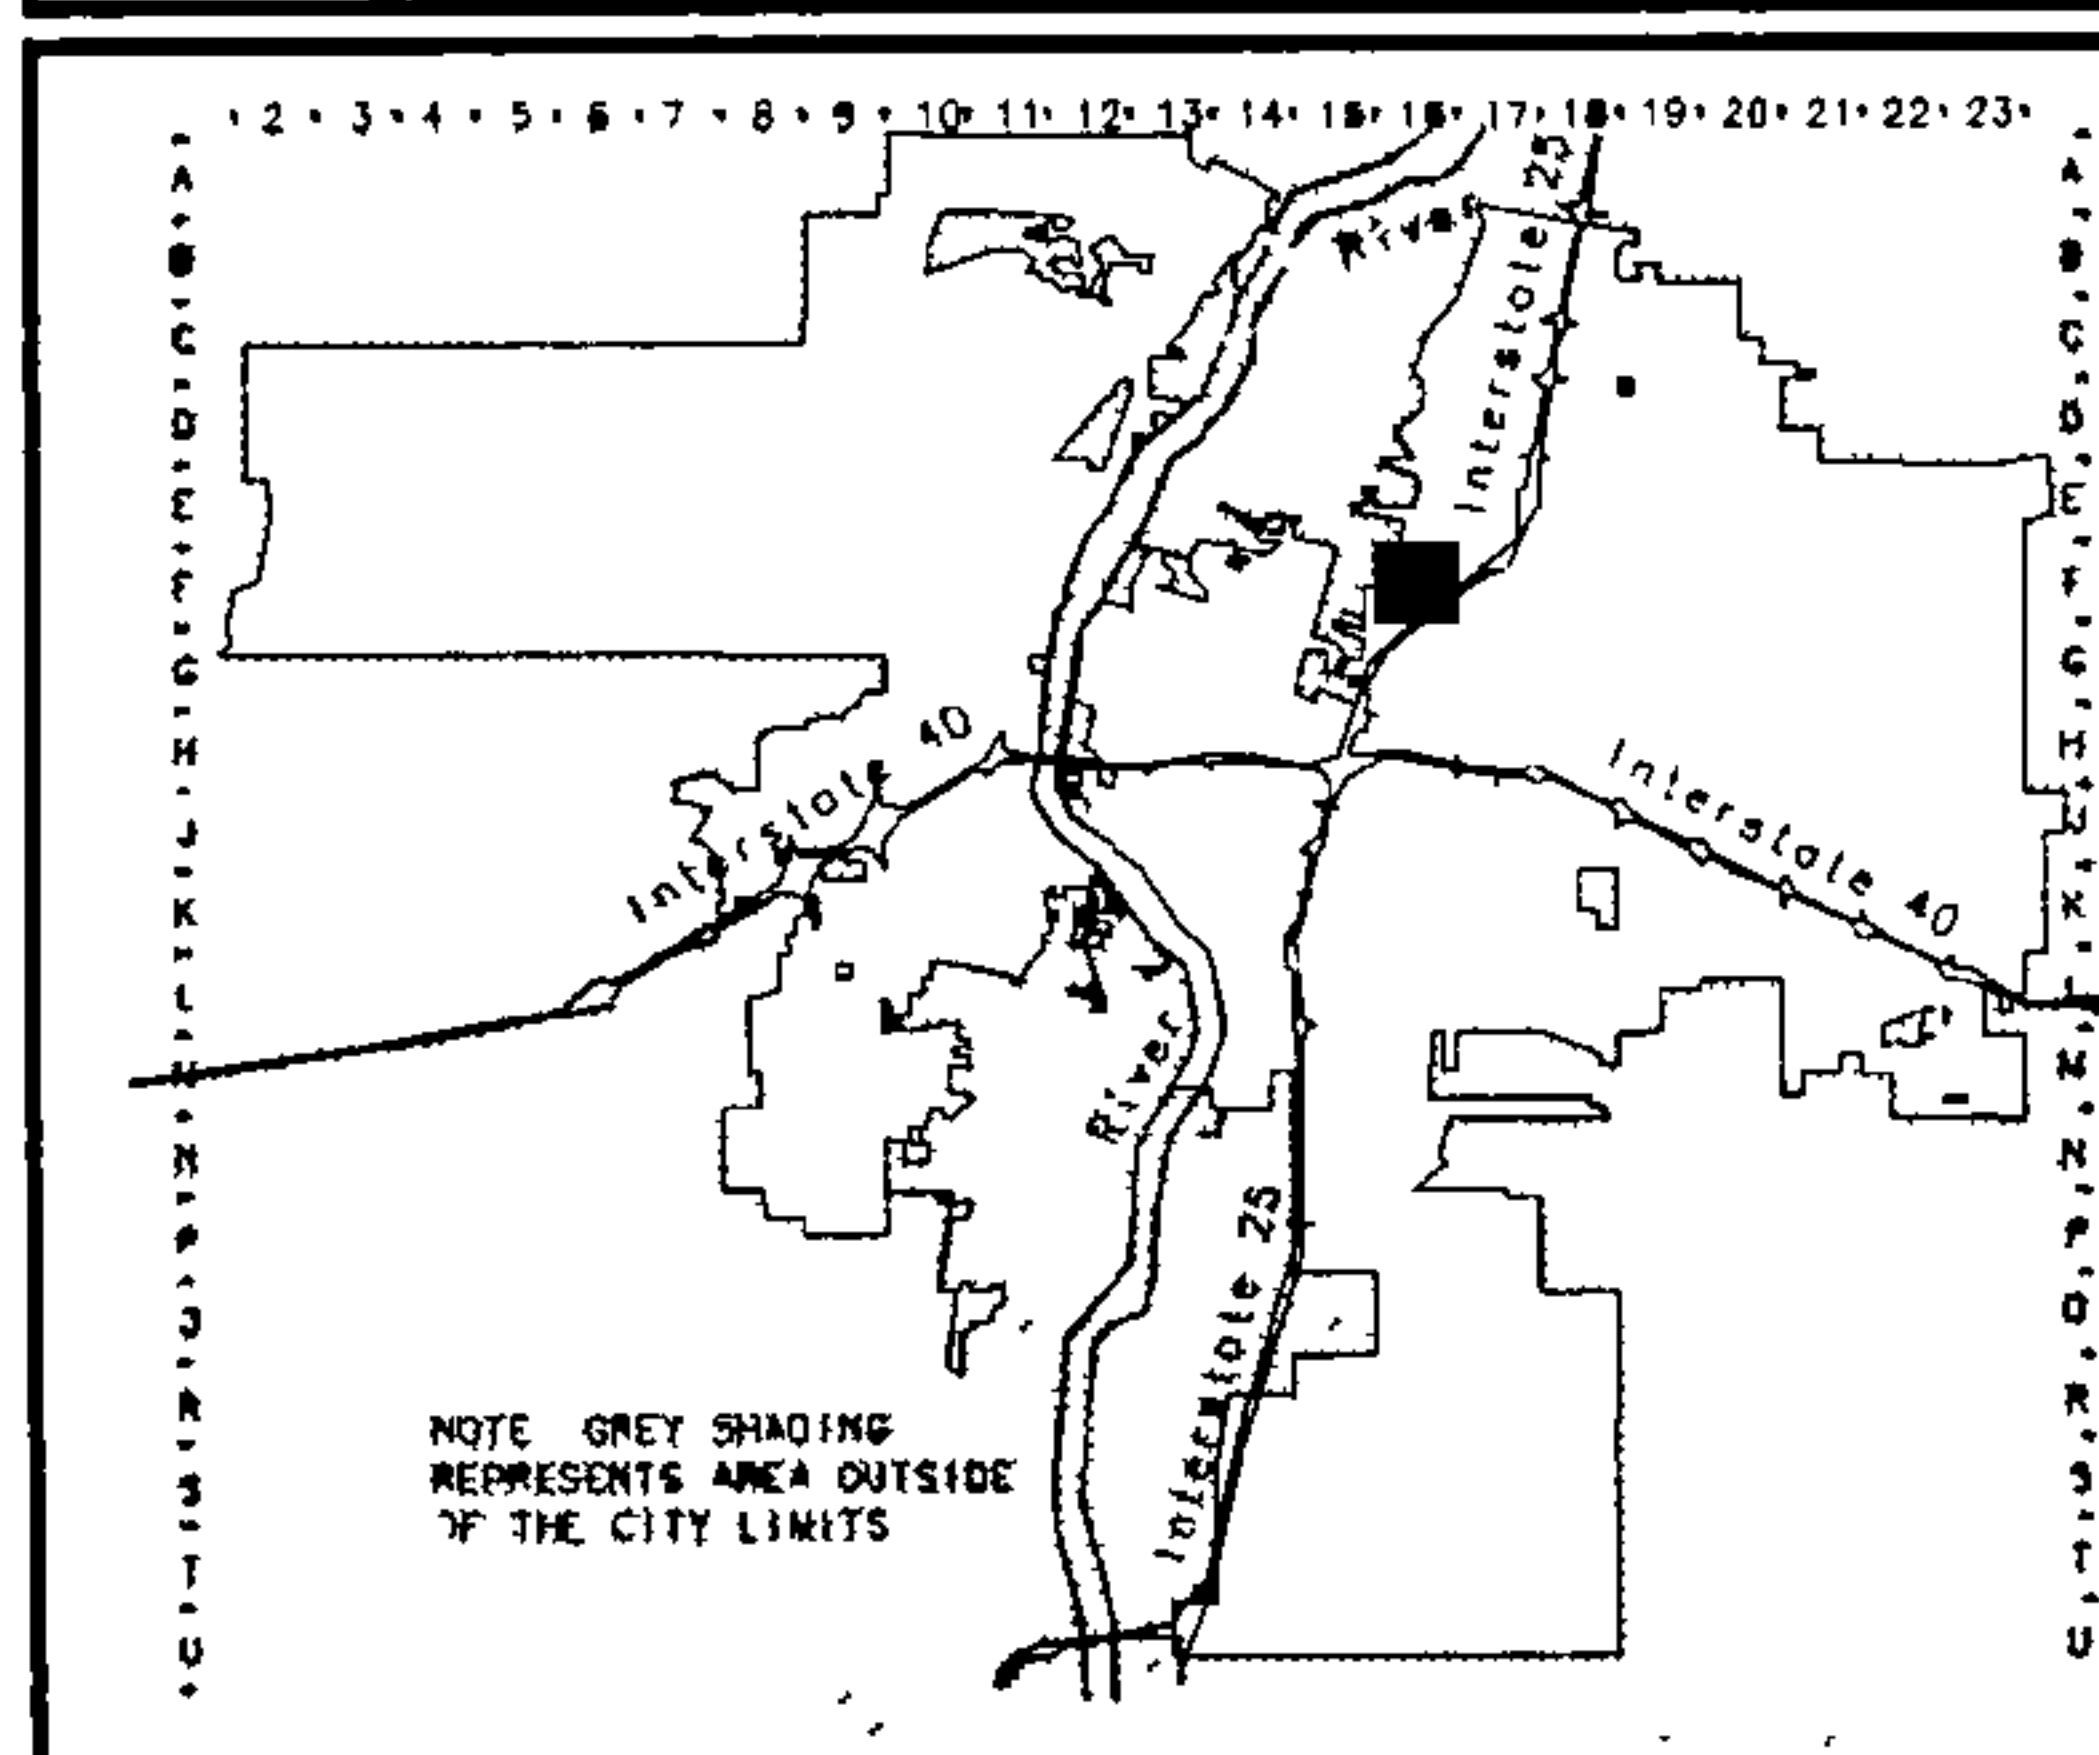 2 3 4 5 6 7 8 9 10 11 12 13 14 15 16 17 18 19 20 21 22 23
A
B
C
D
E
F
G
H
J
K
L
M
N
P
Q
R
S
T
U
A
B
C
D
E
F
G
H
J
K
L
M
N
P
Q
R
S
T
U
River
Interstate 25
Interstate 40
Interstate 40
River
Interstate 25
NOTE GREY SHADING
REPRESENTS AREA OUTSIDE
OF THE CITY LIMITS